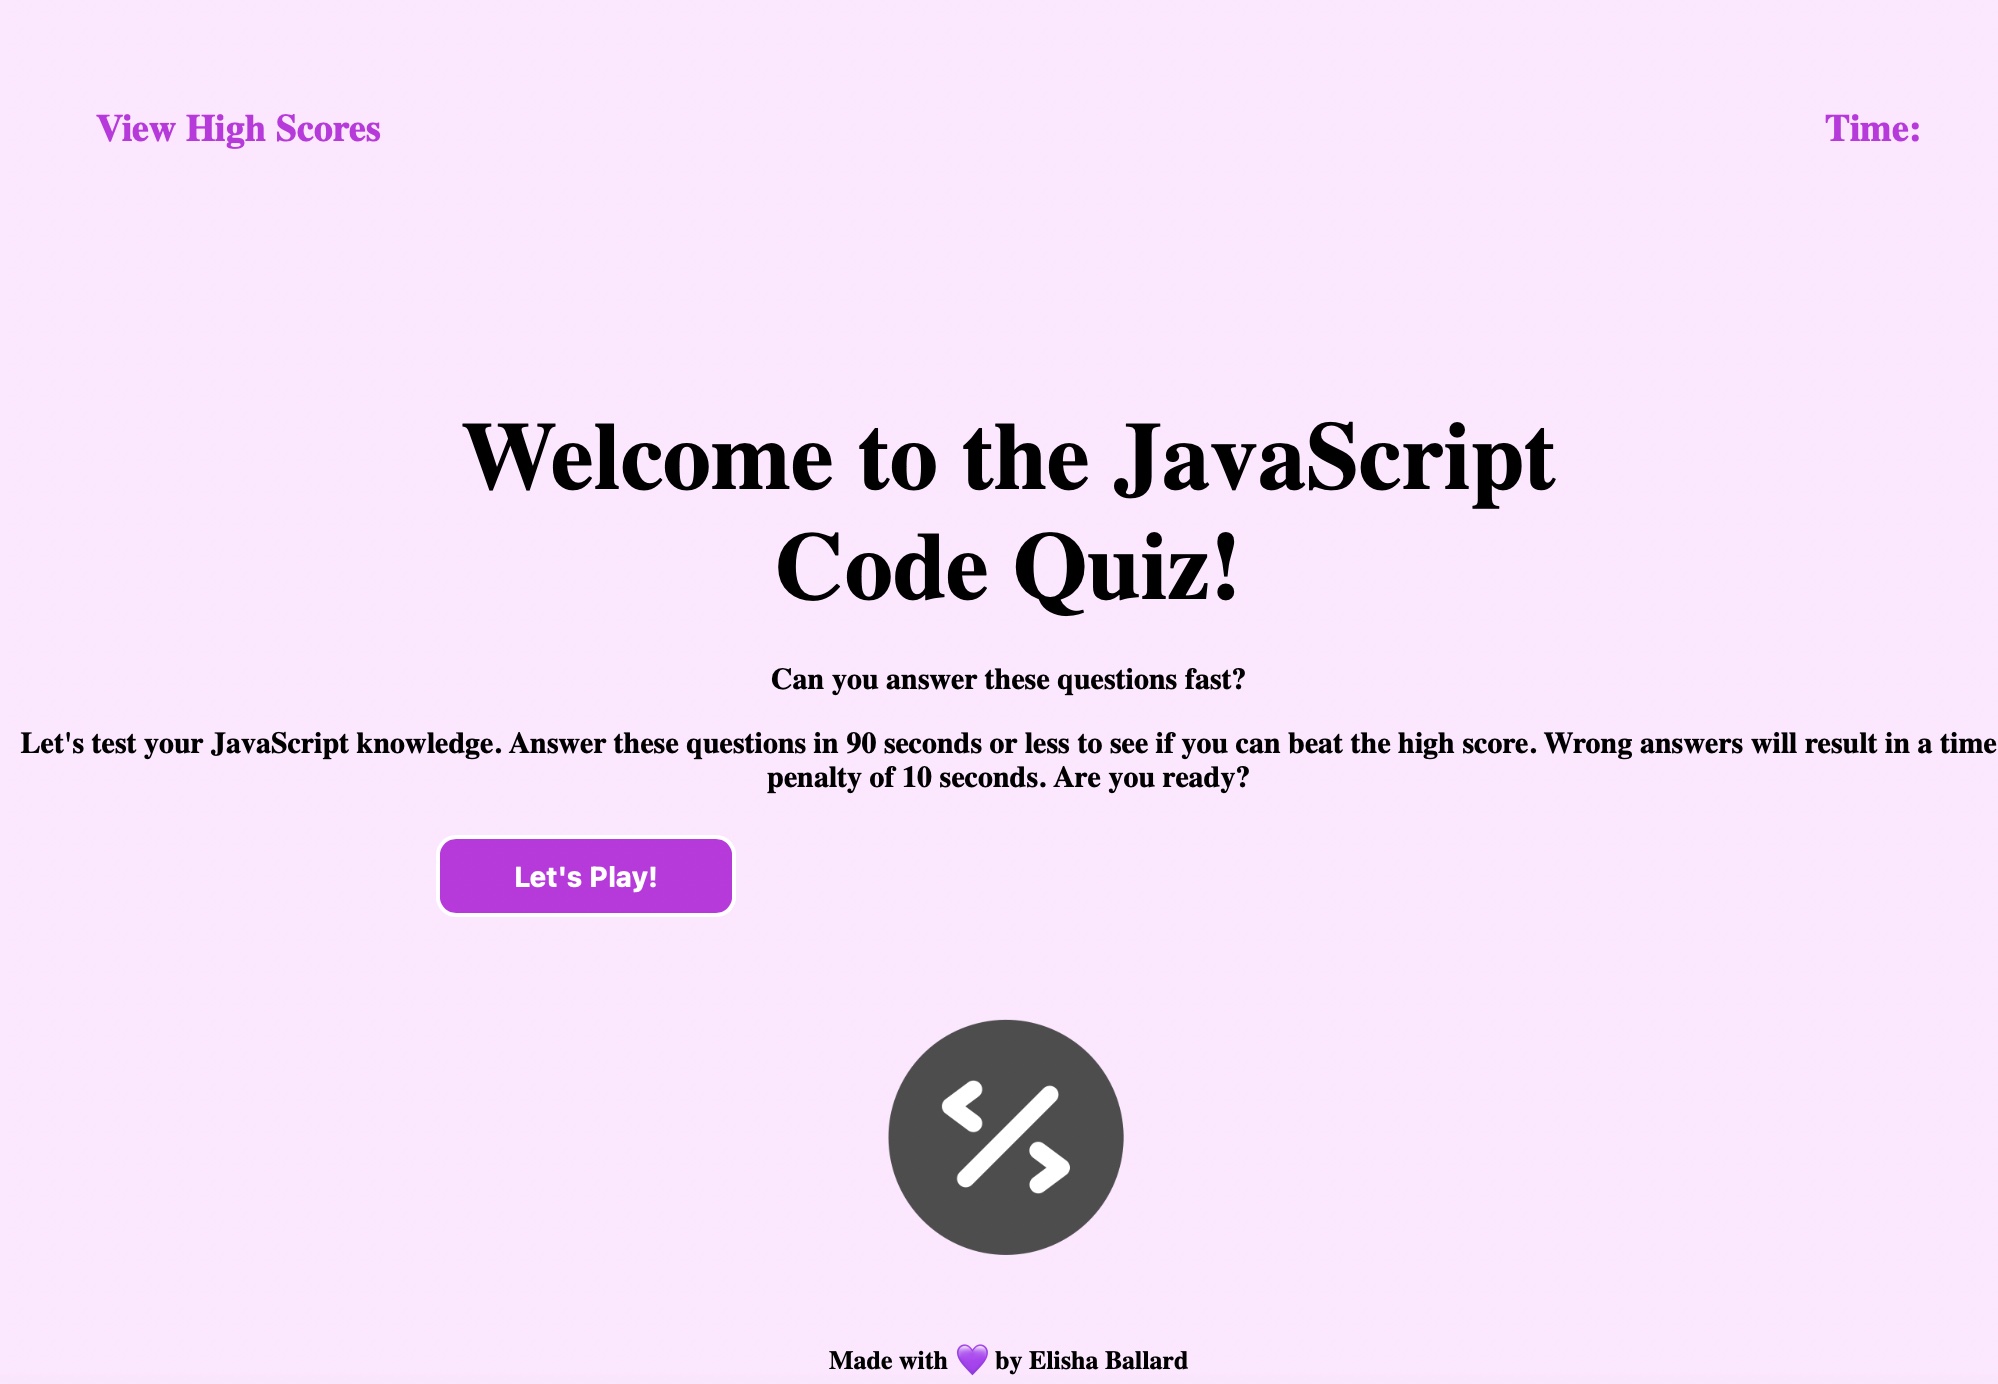 View High Scores
Time:
Welcome to the JavaScript
Code Quiz!
Can you answer these questions fast?
Let's test your JavaScript knowledge. Answer these questions in 90 seconds or less to see if you can beat the high score. Wrong answers will result in a time
penalty of 10 seconds. Are you ready?
Let's Play!
Made with 💜 by Elisha Ballard